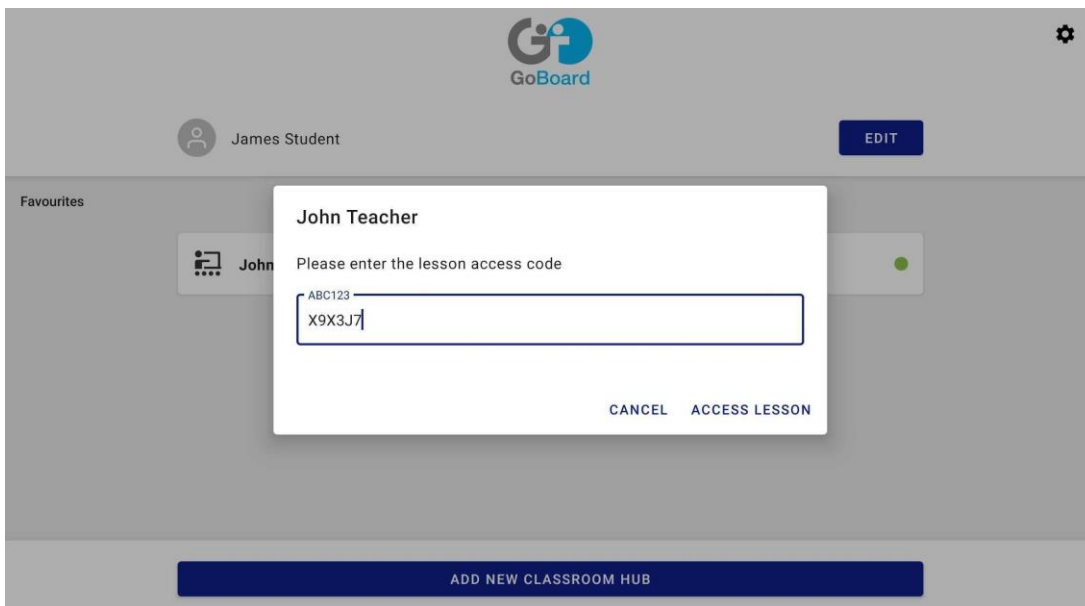 GoBoard
James Student
EDIT
Favourites
John
John Teacher
Please enter the lesson access code
ABC123
X9X3J7
CANCEL ACCESS LESSON
ADD NEW CLASSROOM HUB